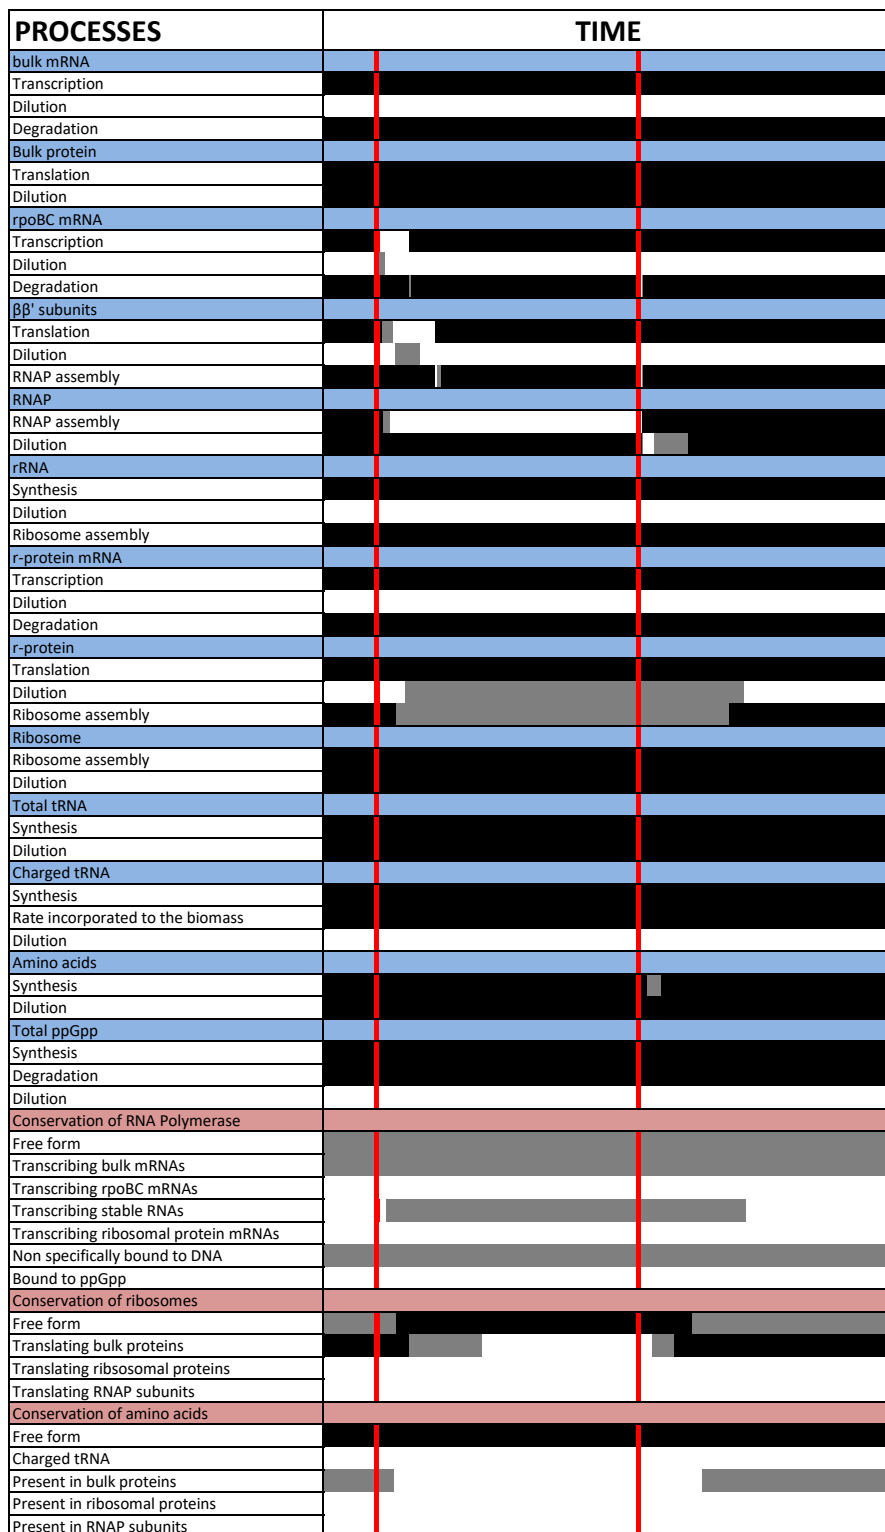 PROCESSES TIME
bulk mRNA
Transcription
Dilution
Degradation
Bulk protein
Translation
Dilution
rpoBC mRNA
Transcription
Dilution
Degradation
ββ' subunits
Translation
Dilution
RNAP assembly
RNAP
RNAP assembly
Dilution
rRNA
Synthesis
Dilution
Ribosome assembly
r-protein mRNA
Transcription
Dilution
Degradation
r-protein
Translation
Dilution
Ribosome assembly
Ribosome
Ribosome assembly
Dilution
Total tRNA
Synthesis
Dilution
Charged tRNA
Synthesis
Rate incorporated to the biomass
Dilution
Amino acids
Synthesis
Dilution
Total ppGpp
Synthesis
Degradation
Dilution
Conservation of RNA Polymerase
Free form
Transcribing bulk mRNAs
Transcribing rpoBC mRNAs
Transcribing stable RNAs
Transcribing ribosomal protein mRNAs
Non specifically bound to DNA
Bound to ppGpp
Conservation of ribosomes
Free form
Translating bulk proteins
Translating ribsosomal proteins
Translating RNAP subunits
Conservation of amino acids
Free form
Charged tRNA
Present in bulk proteins
Present in ribosomal proteins
Present in RNAP subunits